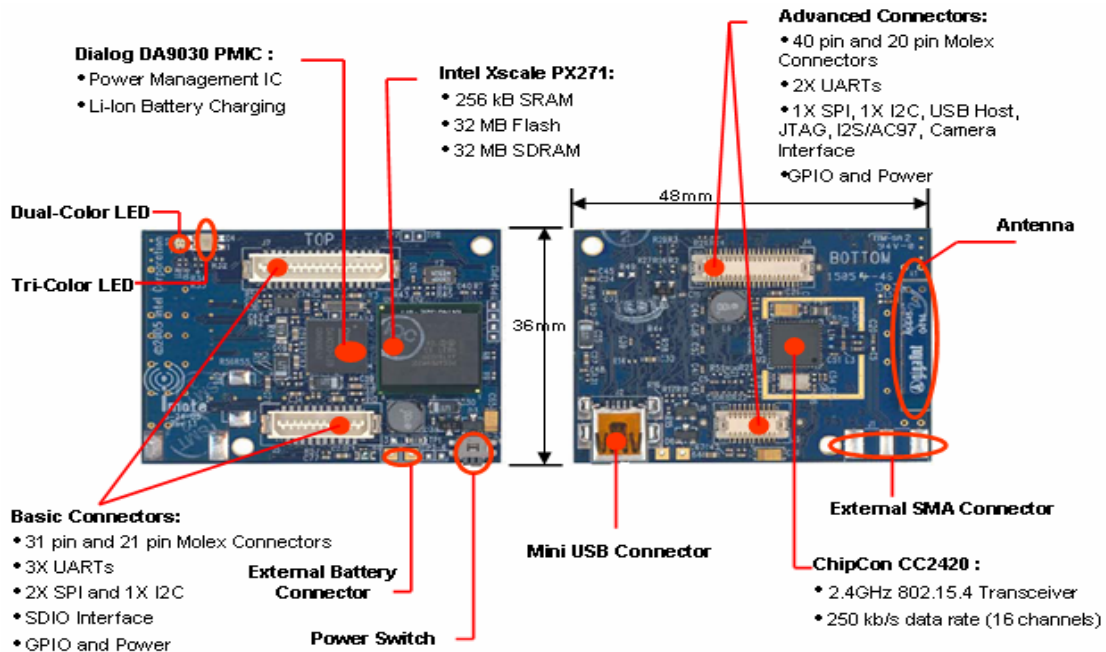 Dialog DA9030 PMIC :
• Power Management IC
• Li-Ion Battery Charging
Intel Xscale PX271:
• 256 kB SRAM
• 32 MB Flash
• 32 MB SDRAM
Advanced Connectors:
• 40 pin and 20 pin Molex
Connectors
• 2X UARTs
• 1X SPI, 1X I2C, USB Host,
JTAG, I2S/AC97, Camera
Interface
• GPIO and Power
Dual-Color LED
Tri-Color LED
48mm
36mm
Antenna
TOP
BOTTOM
©2005 Intel Corporation
Basic Connectors:
• 31 pin and 21 pin Molex Connectors
• 3X UARTs
• 2X SPI and 1X I2C
• SDIO Interface
• GPIO and Power
External Battery
Connector
Power Switch
Mini USB Connector
External SMA Connector
ChipCon CC2420 :
• 2.4GHz 802.15.4 Transceiver
• 250 kb/s data rate (16 channels)